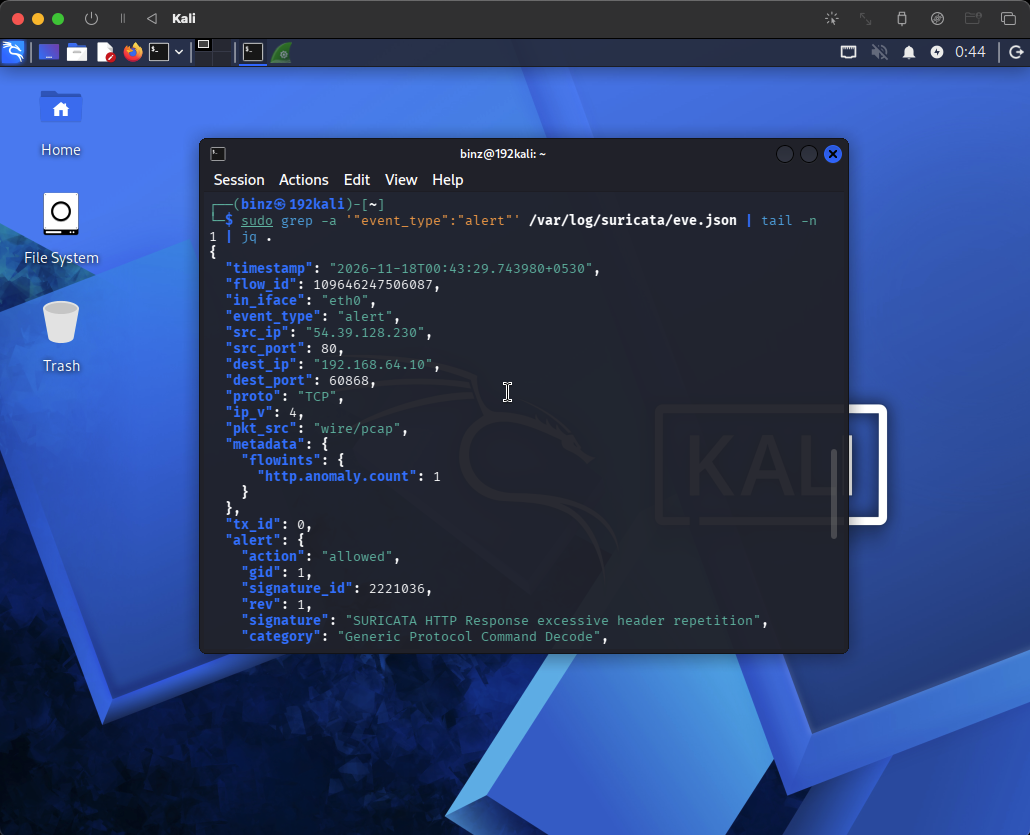 Kali
0:44
Home
File System
Trash
binz@192kali: ~
Session Actions Edit View Help
┌──(binz㉿192kali)-[~]
└─$ sudo grep -a '"event_type":"alert"' /var/log/suricata/eve.json | tail -n
1 | jq .
{
  "timestamp": "2026-11-18T00:43:29.743980+0530",
  "flow_id": 109646247506087,
  "in_iface": "eth0",
  "event_type": "alert",
  "src_ip": "54.39.128.230",
  "src_port": 80,
  "dest_ip": "192.168.64.10",
  "dest_port": 60868,
  "proto": "TCP",
  "ip_v": 4,
  "pkt_src": "wire/pcap",
  "metadata": {
    "flowints": {
      "http.anomaly.count": 1
    }
  },
  "tx_id": 0,
  "alert": {
    "action": "allowed",
    "gid": 1,
    "signature_id": 2221036,
    "rev": 1,
    "signature": "SURICATA HTTP Response excessive header repetition",
    "category": "Generic Protocol Command Decode",
KALI